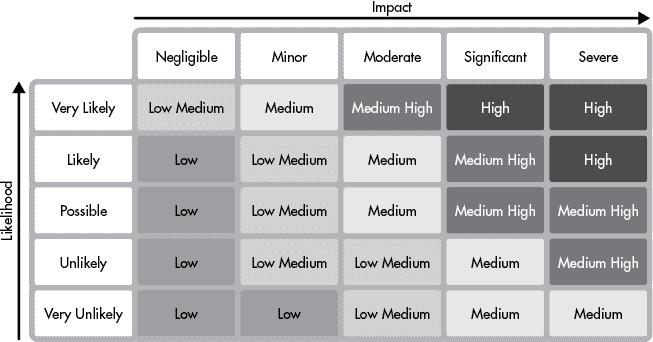 Impact
Negligible Minor Moderate Significant Severe
Very Likely Low Medium Medium Medium High High High
Likely Low Low Medium Medium Medium High High
Possible Low Low Medium Medium Medium High Medium High
Unlikely Low Low Medium Low Medium Medium Medium High
Very Unlikely Low Low Low Medium Medium Medium
Likelihood